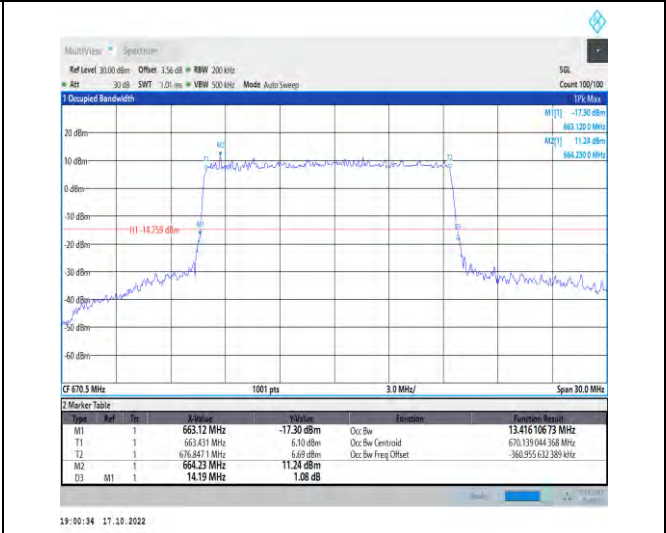 MultiView Spectrum
Ref Level 30.00 dBm Offset 3.56 dB RBW 200 kHz SGL
Att 30 dB SWT 1.01 ms VBW 500 kHz Mode Auto Sweep Count 100/100
1 Occupied Bandwidth 1Pk Max
M1[1] -17.30 dBm
663.120 0 MHz
M2[1] 11.24 dBm
664.230 0 MHz
20 dBm
M2
T1 T2
10 dBm
0 dBm
-10 dBm
M1
H1 -14.759 dBm
D3
-20 dBm
-30 dBm
-40 dBm
-50 dBm
-60 dBm
CF 670.5 MHz 1001 pts 3.0 MHz/ Span 30.0 MHz
2 Marker Table
Type Ref Trc X-Value Y-Value Function Function Result
M1 1 663.12 MHz -17.30 dBm Occ Bw 13.416 106 73 MHz
T1 1 663.431 MHz 6.10 dBm Occ Bw Centroid 670.139 044 368 MHz
T2 1 676.847 1 MHz 6.69 dBm Occ Bw Freq Offset -360.955 632 389 kHz
M2 1 664.23 MHz 11.24 dBm
D3 M1 1 14.19 MHz 1.08 dB
19:00:34 17.10.2022